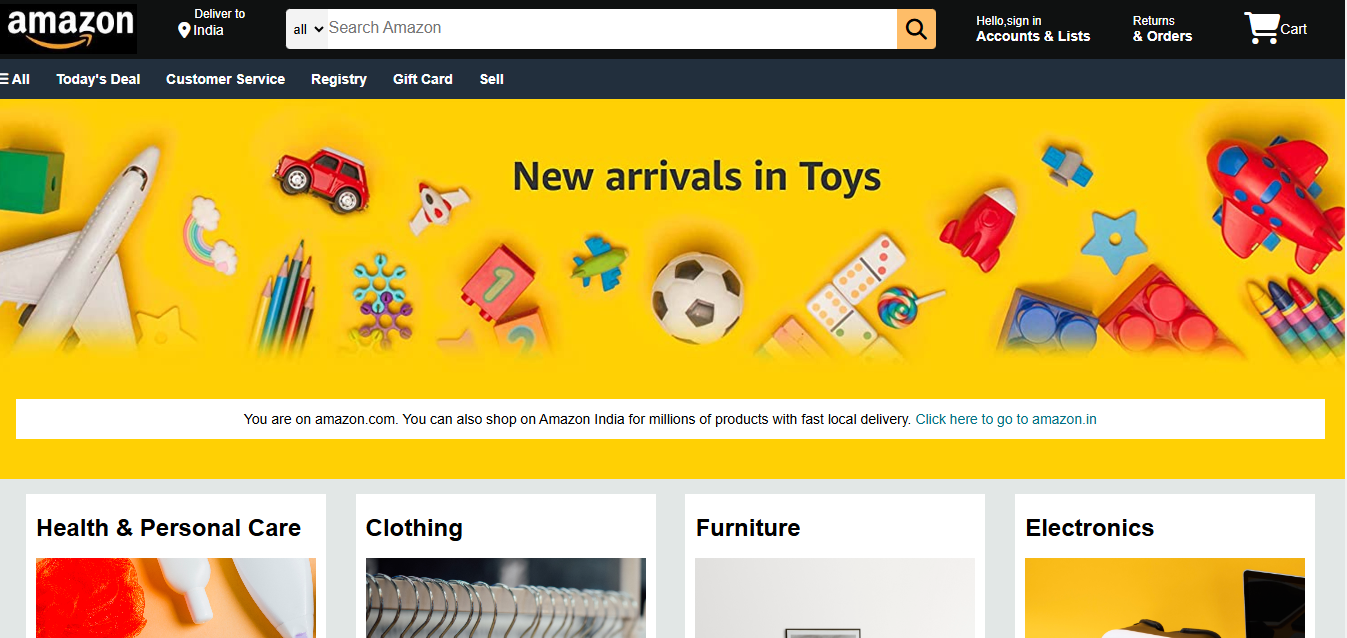 amazon
Deliver to
India
all
Search Amazon
Hello,sign in
Accounts & Lists
Returns
& Orders
Cart
All
Today's Deal
Customer Service
Registry
Gift Card
Sell
New arrivals in Toys
1
2
You are on amazon.com. You can also shop on Amazon India for millions of products with fast local delivery. Click here to go to amazon.in
Health & Personal Care
Clothing
Furniture
Electronics